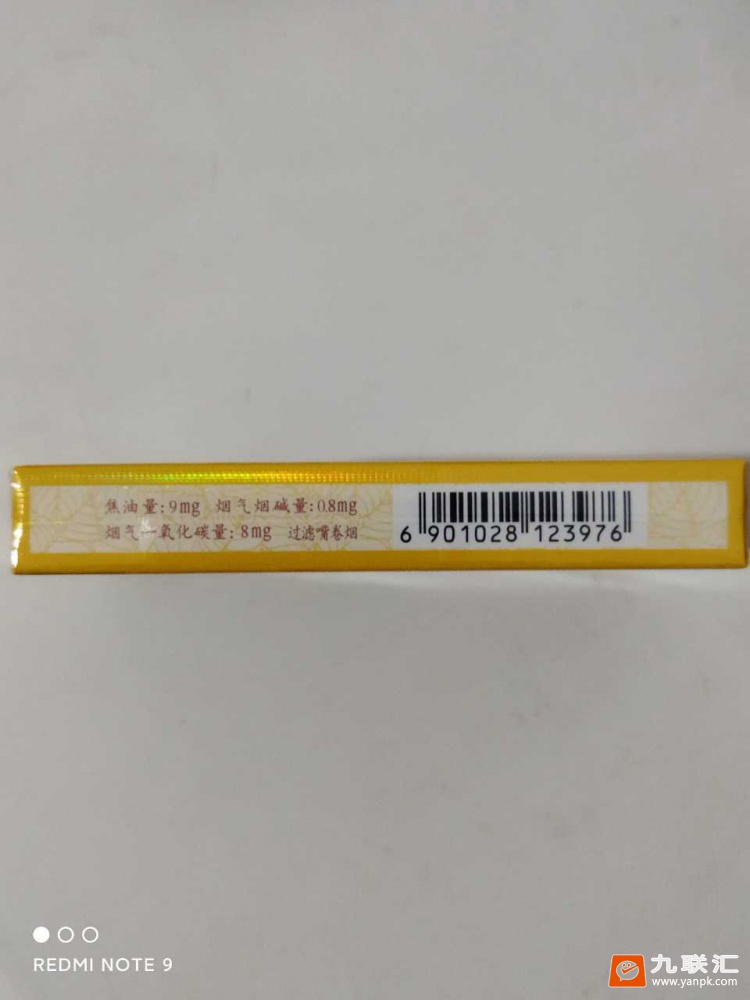 焦油量:9mg 烟气烟碱量:0.8mg
烟气一氧化碳量:8mg 过滤嘴卷烟
6 901028 123976
REDMI NOTE 9
九联汇
www.yanpk.com